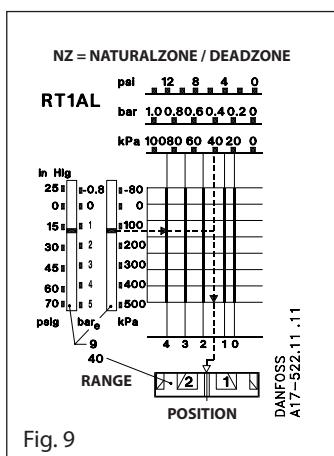 NZ = NATURALZONE / DEADZONE
psi 12 8 4 0
RT1AL
bar 1.0 0.8 0.6 0.4 0.2 0
kPa 100 80 60 40 20 0
in Hlg
25 -0.8 -80
0 0 0
15 1 100
30 2 200
45 3 300
60 4 400
70 5 500
psig bare kPa
4 3 2 1 0
9
40
RANGE
2 1
POSITION
DANFOSS
A17-522.11.11
Fig. 9